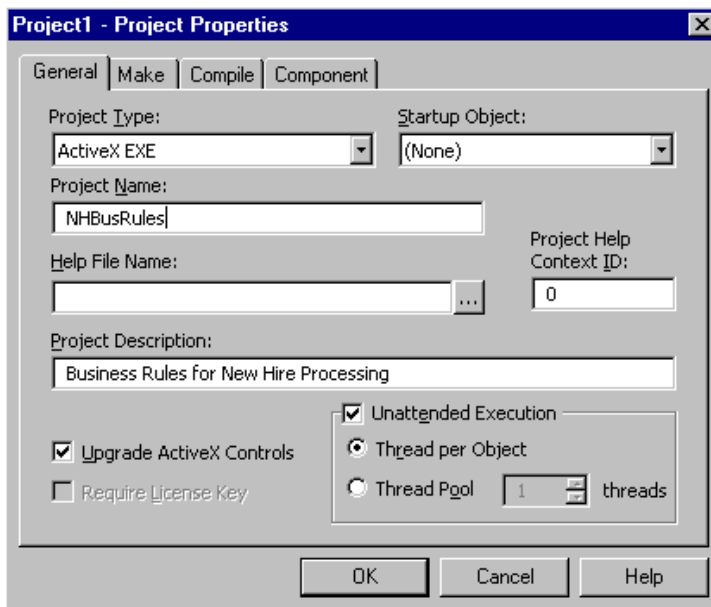 Project1 - Project Properties
General Make Compile Component
Project Type: Startup Object:
ActiveX EXE (None)
Project Name:
NHBusRules
Help File Name: Project Help Context ID:
... 0
Project Description:
Business Rules for New Hire Processing
Unattended Execution
Upgrade ActiveX Controls Thread per Object
Require License Key Thread Pool 1 threads
OK Cancel Help